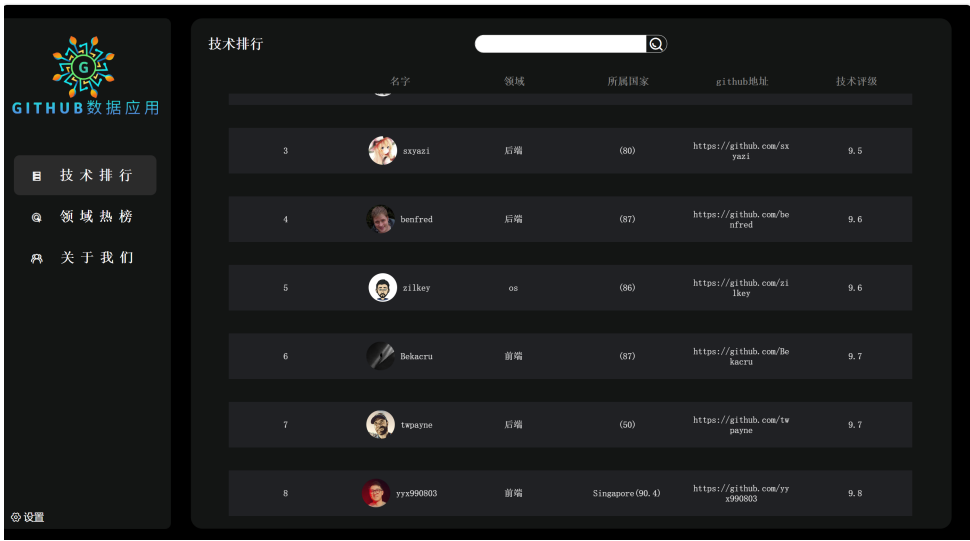 GITHUB数据应用
技术排行
领域热榜
关于我们
设置
技术排行
名字 领域 所属国家 github地址 技术评级
3 sxyazi 后端 (80) https://github.com/sx
yazi 9.5
4 benfred 后端 (87) https://github.com/be
nfred 9.6
5 zilkey os (86) https://github.com/zi
lkey 9.6
6 Bekacru 前端 (87) https://github.com/Be
kacru 9.7
7 twpayne 后端 (50) https://github.com/tw
payne 9.7
8 yyx990803 前端 Singapore(90.4) https://github.com/yy
x990803 9.8